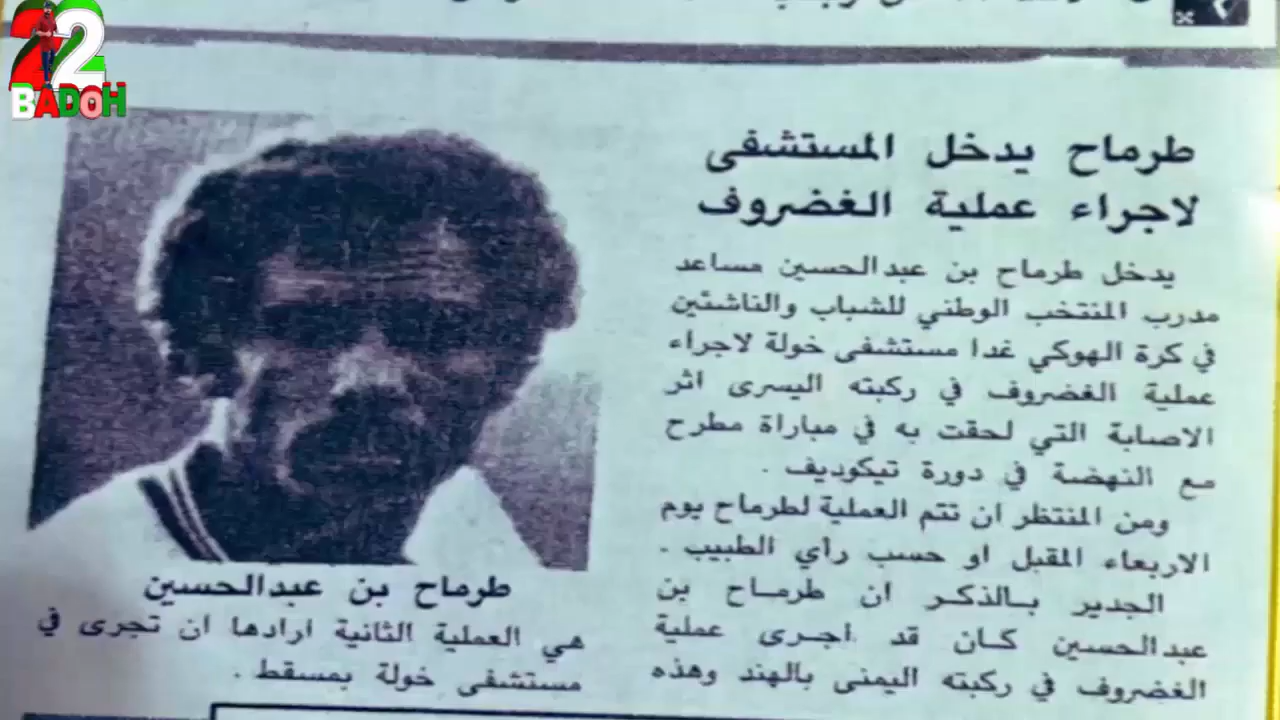 22
BADOH
طرماح يدخل المستشفى
لاجراء عملية الغضروف
يدخل طرماح بن عبدالحسين مساعد
مدرب المنتخب الوطني للشباب والناشئين
في كرة الهوكي غدا مستشفى خولة لاجراء
عملية الغضروف في ركبته اليسرى اثر
الاصابة التي لحقت به في مباراة مطرح
مع النهضة في دورة تيكوديف .
ومن المنتظر ان تتم العملية لطرماح يوم
الاربعاء المقبل او حسب رأي الطبيب .
الجدير بالذكر ان طرماح بن
عبدالحسين كان قد اجرى عملية
الغضروف في ركبته اليمنى بالهند وهذه
طرماح بن عبدالحسين
هي العملية الثانية ارادها ان تجرى في
مستشفى خولة بمسقط .